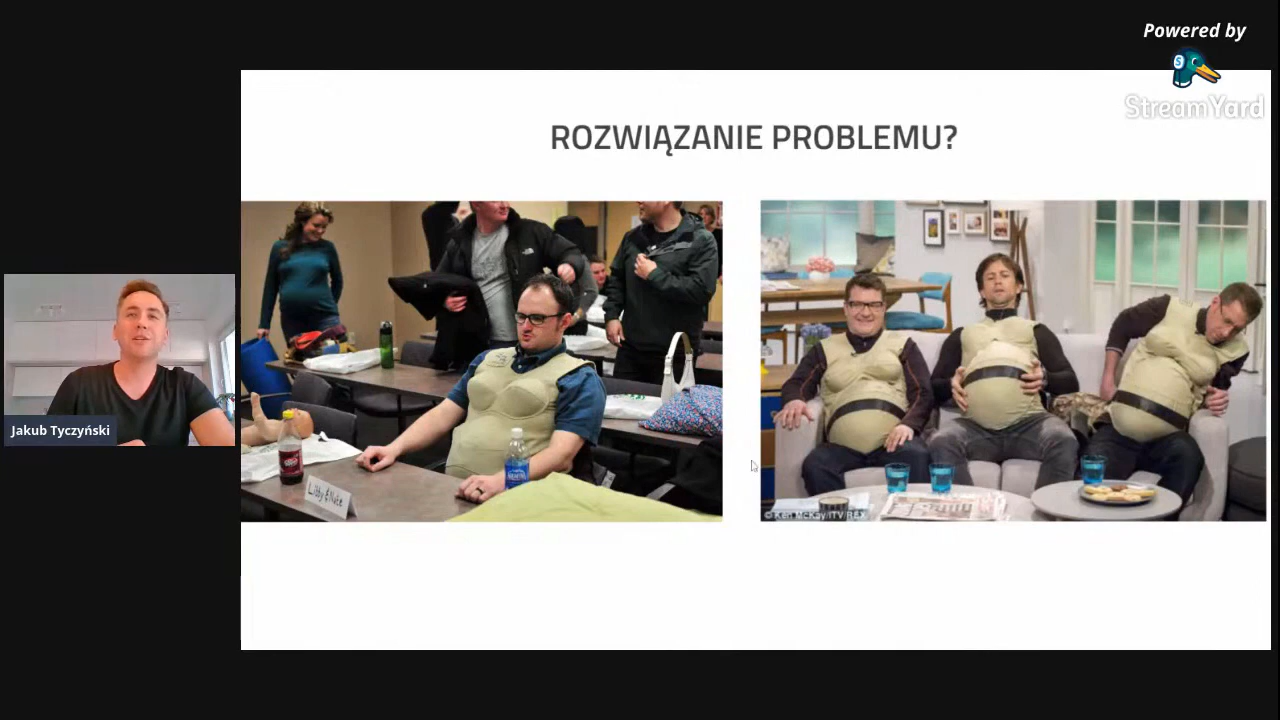 Powered by
StreamYard
ROZWIĄZANIE PROBLEMU?
Jakub Tyczyński
Libby & Nate
© Ken McKay/ITV/REX